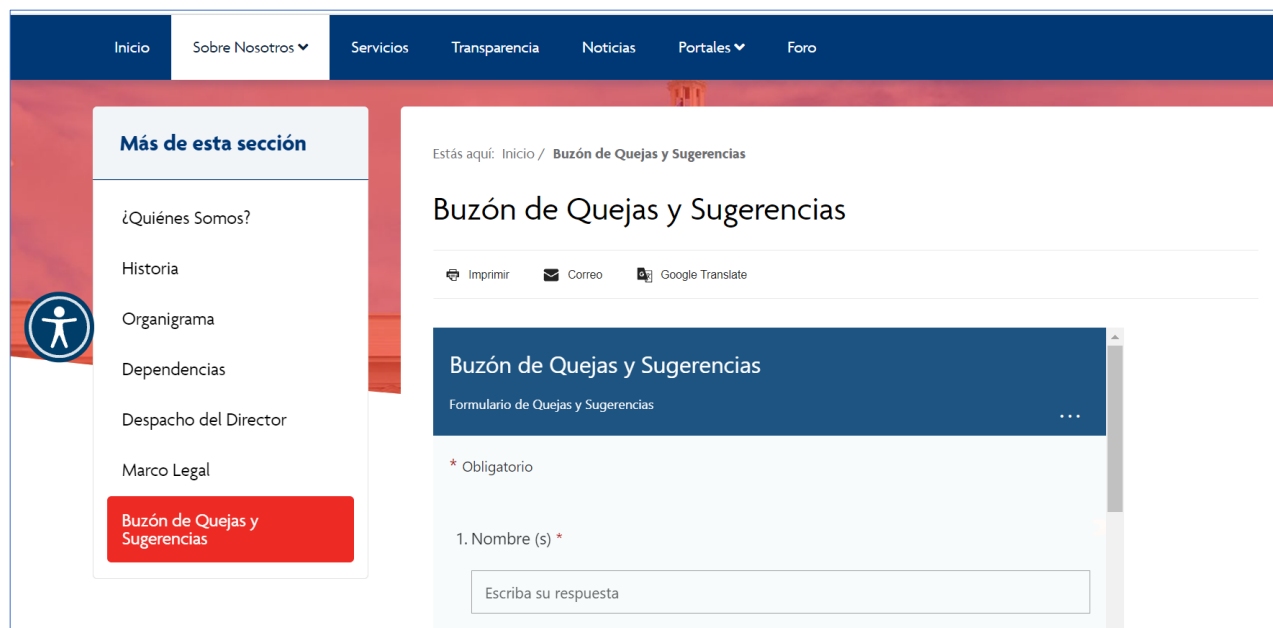 Inicio Sobre Nosotros Servicios Transparencia Noticias Portales Foro
Más de esta sección
¿Quiénes Somos?
Historia
Organigrama
Dependencias
Despacho del Director
Marco Legal
Buzón de Quejas y
Sugerencias
Estás aquí: Inicio / Buzón de Quejas y Sugerencias
Buzón de Quejas y Sugerencias
Imprimir Correo Google Translate
Buzón de Quejas y Sugerencias
Formulario de Quejas y Sugerencias
...
* Obligatorio
1. Nombre (s) *
Escriba su respuesta